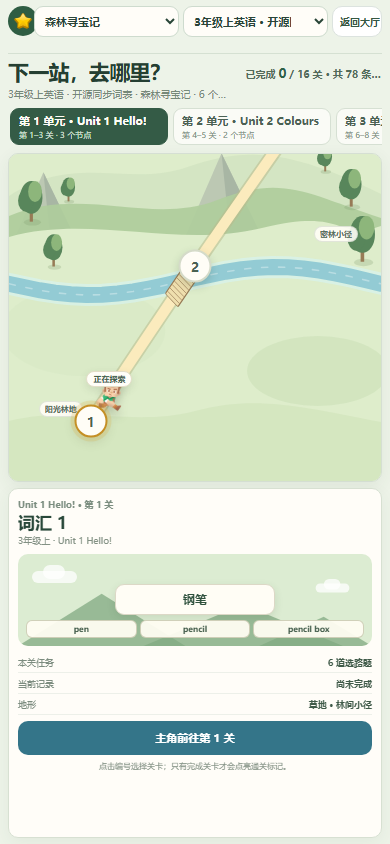 森林寻宝记
3年级上英语·开源
返回大厅
下一站，去哪里？
已完成 0 / 16 关 • 共 78 条...
3年级上英语 · 开源同步词表 · 森林寻宝记 · 6 个...
第 1 单元 • Unit 1 Hello!
第 1–3 关 · 3 个节点
第 2 单元 • Unit 2 Colours
第 4–5 关 · 2 个节点
第 3 单
第 6–8 关
密林小径
2
正在探索
阳光林地
1
Unit 1 Hello! • 第 1 关
词汇 1
3年级上 · Unit 1 Hello!
钢笔
pen
pencil
pencil box
本关任务
6 道选择题
当前记录
尚未完成
地形
草地 • 林间小径
主角前往第 1 关
点击编号选择关卡；只有完成关卡才会点亮通关标记。